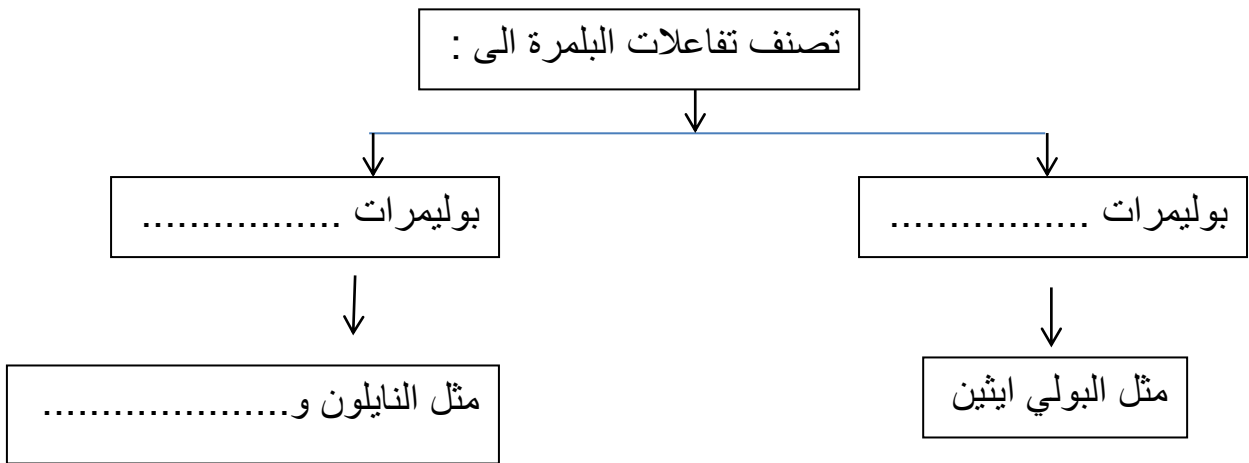 تصنف تفاعلات البلمرة الى :
بوليمرات .................
بوليمرات .................
مثل البولي ايثين
مثل النايلون و.....................